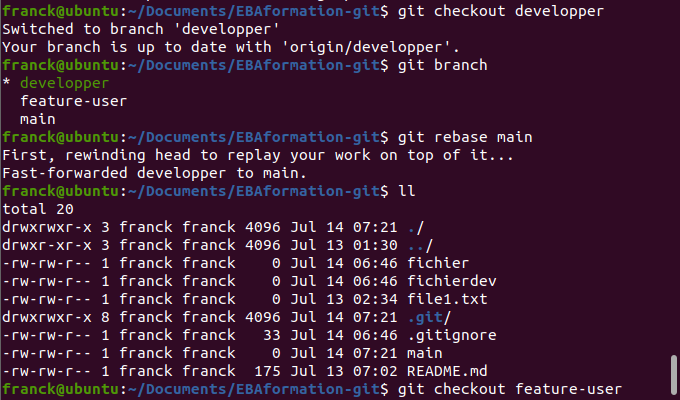 franck@ubuntu:~/Documents/EBAformation-git$ git checkout developper
Switched to branch 'developper'
Your branch is up to date with 'origin/developper'.
franck@ubuntu:~/Documents/EBAformation-git$ git branch
* developper
  feature-user
  main
franck@ubuntu:~/Documents/EBAformation-git$ git rebase main
First, rewinding head to replay your work on top of it...
Fast-forwarded developper to main.
franck@ubuntu:~/Documents/EBAformation-git$ ll
total 20
drwxrwxr-x 3 franck franck 4096 Jul 14 07:21 ./
drwxr-xr-x 3 franck franck 4096 Jul 13 01:30 ../
-rw-rw-r-- 1 franck franck    0 Jul 14 06:46 fichier
-rw-rw-r-- 1 franck franck    0 Jul 14 06:46 fichierdev
-rw-rw-r-- 1 franck franck    0 Jul 13 02:34 file1.txt
drwxrwxr-x 8 franck franck 4096 Jul 14 07:21 .git/
-rw-rw-r-- 1 franck franck   33 Jul 14 06:46 .gitignore
-rw-rw-r-- 1 franck franck    0 Jul 14 07:21 main
-rw-rw-r-- 1 franck franck  175 Jul 13 07:02 README.md
franck@ubuntu:~/Documents/EBAformation-git$ git checkout feature-user